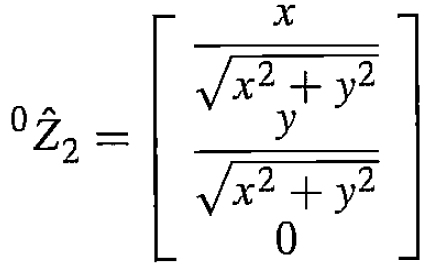 x
√x² + y²
y
⁰Ẑ₂ =
√x² + y²
0